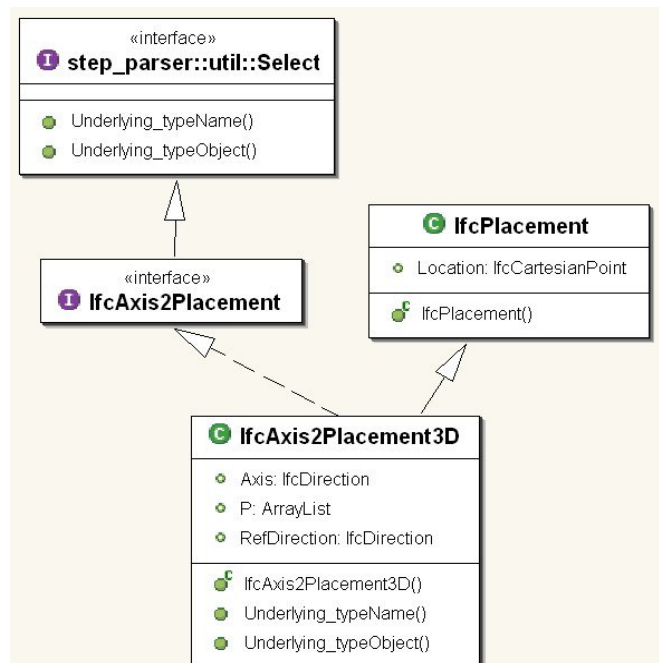 «interface»
I step_parser::util::Select
Underlying_typeName()
Underlying_typeObject()
C IfcPlacement
Location: IfcCartesianPoint
C IfcPlacement()
«interface»
I IfcAxis2Placement
C IfcAxis2Placement3D
Axis: IfcDirection
P: ArrayList
RefDirection: IfcDirection
C IfcAxis2Placement3D()
Underlying_typeName()
Underlying_typeObject()